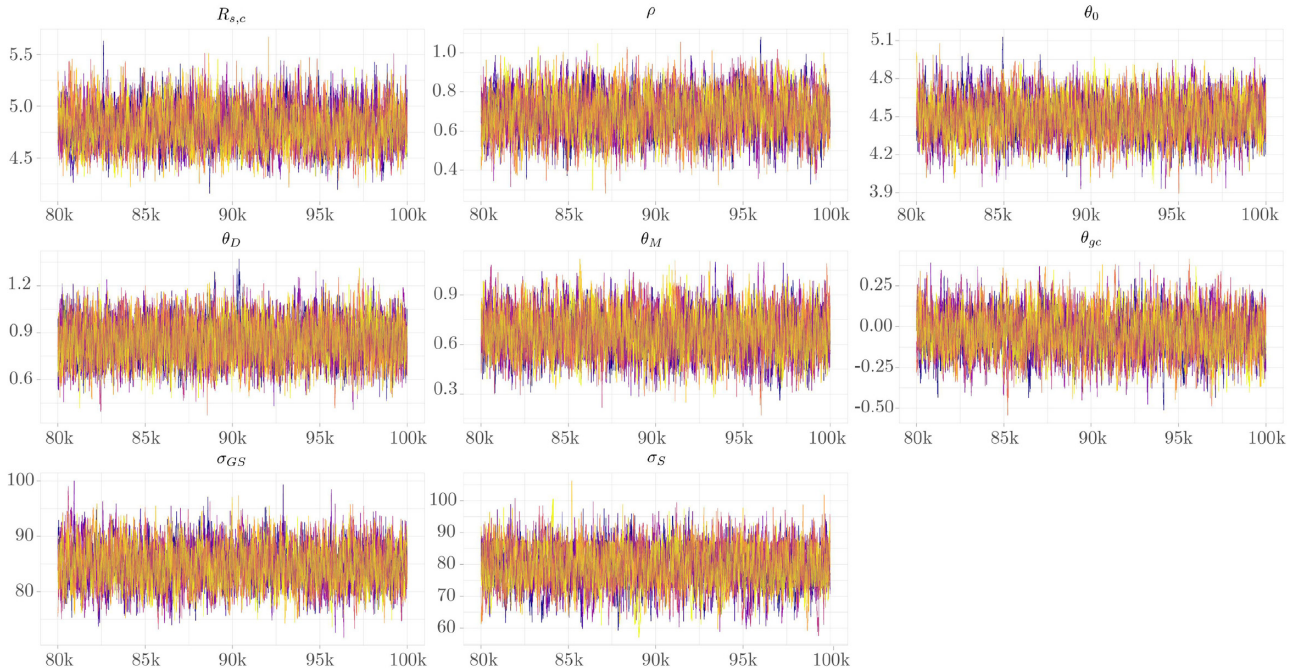 R_{s,c} ρ θ_0
5.5 5.0 4.5
80k 85k 90k 95k 100k
1.0 0.8 0.6 0.4
80k 85k 90k 95k 100k
5.1 4.8 4.5 4.2 3.9
80k 85k 90k 95k 100k
θ_D θ_M θ_{gc}
1.2 0.9 0.6
80k 85k 90k 95k 100k
0.9 0.6 0.3
80k 85k 90k 95k 100k
0.25 0.00 -0.25 -0.50
80k 85k 90k 95k 100k
σ_{GS} σ_S
100 90 80
80k 85k 90k 95k 100k
100 90 80 70 60
80k 85k 90k 95k 100k